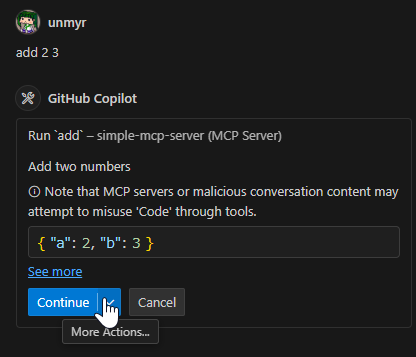 unmyr
add 2 3
GitHub Copilot
Run `add` – simple-mcp-server (MCP Server)
Add two numbers
Note that MCP servers or malicious conversation content may
attempt to misuse 'Code' through tools.
{ "a": 2, "b": 3 }
See more
Continue
Cancel
More Actions...